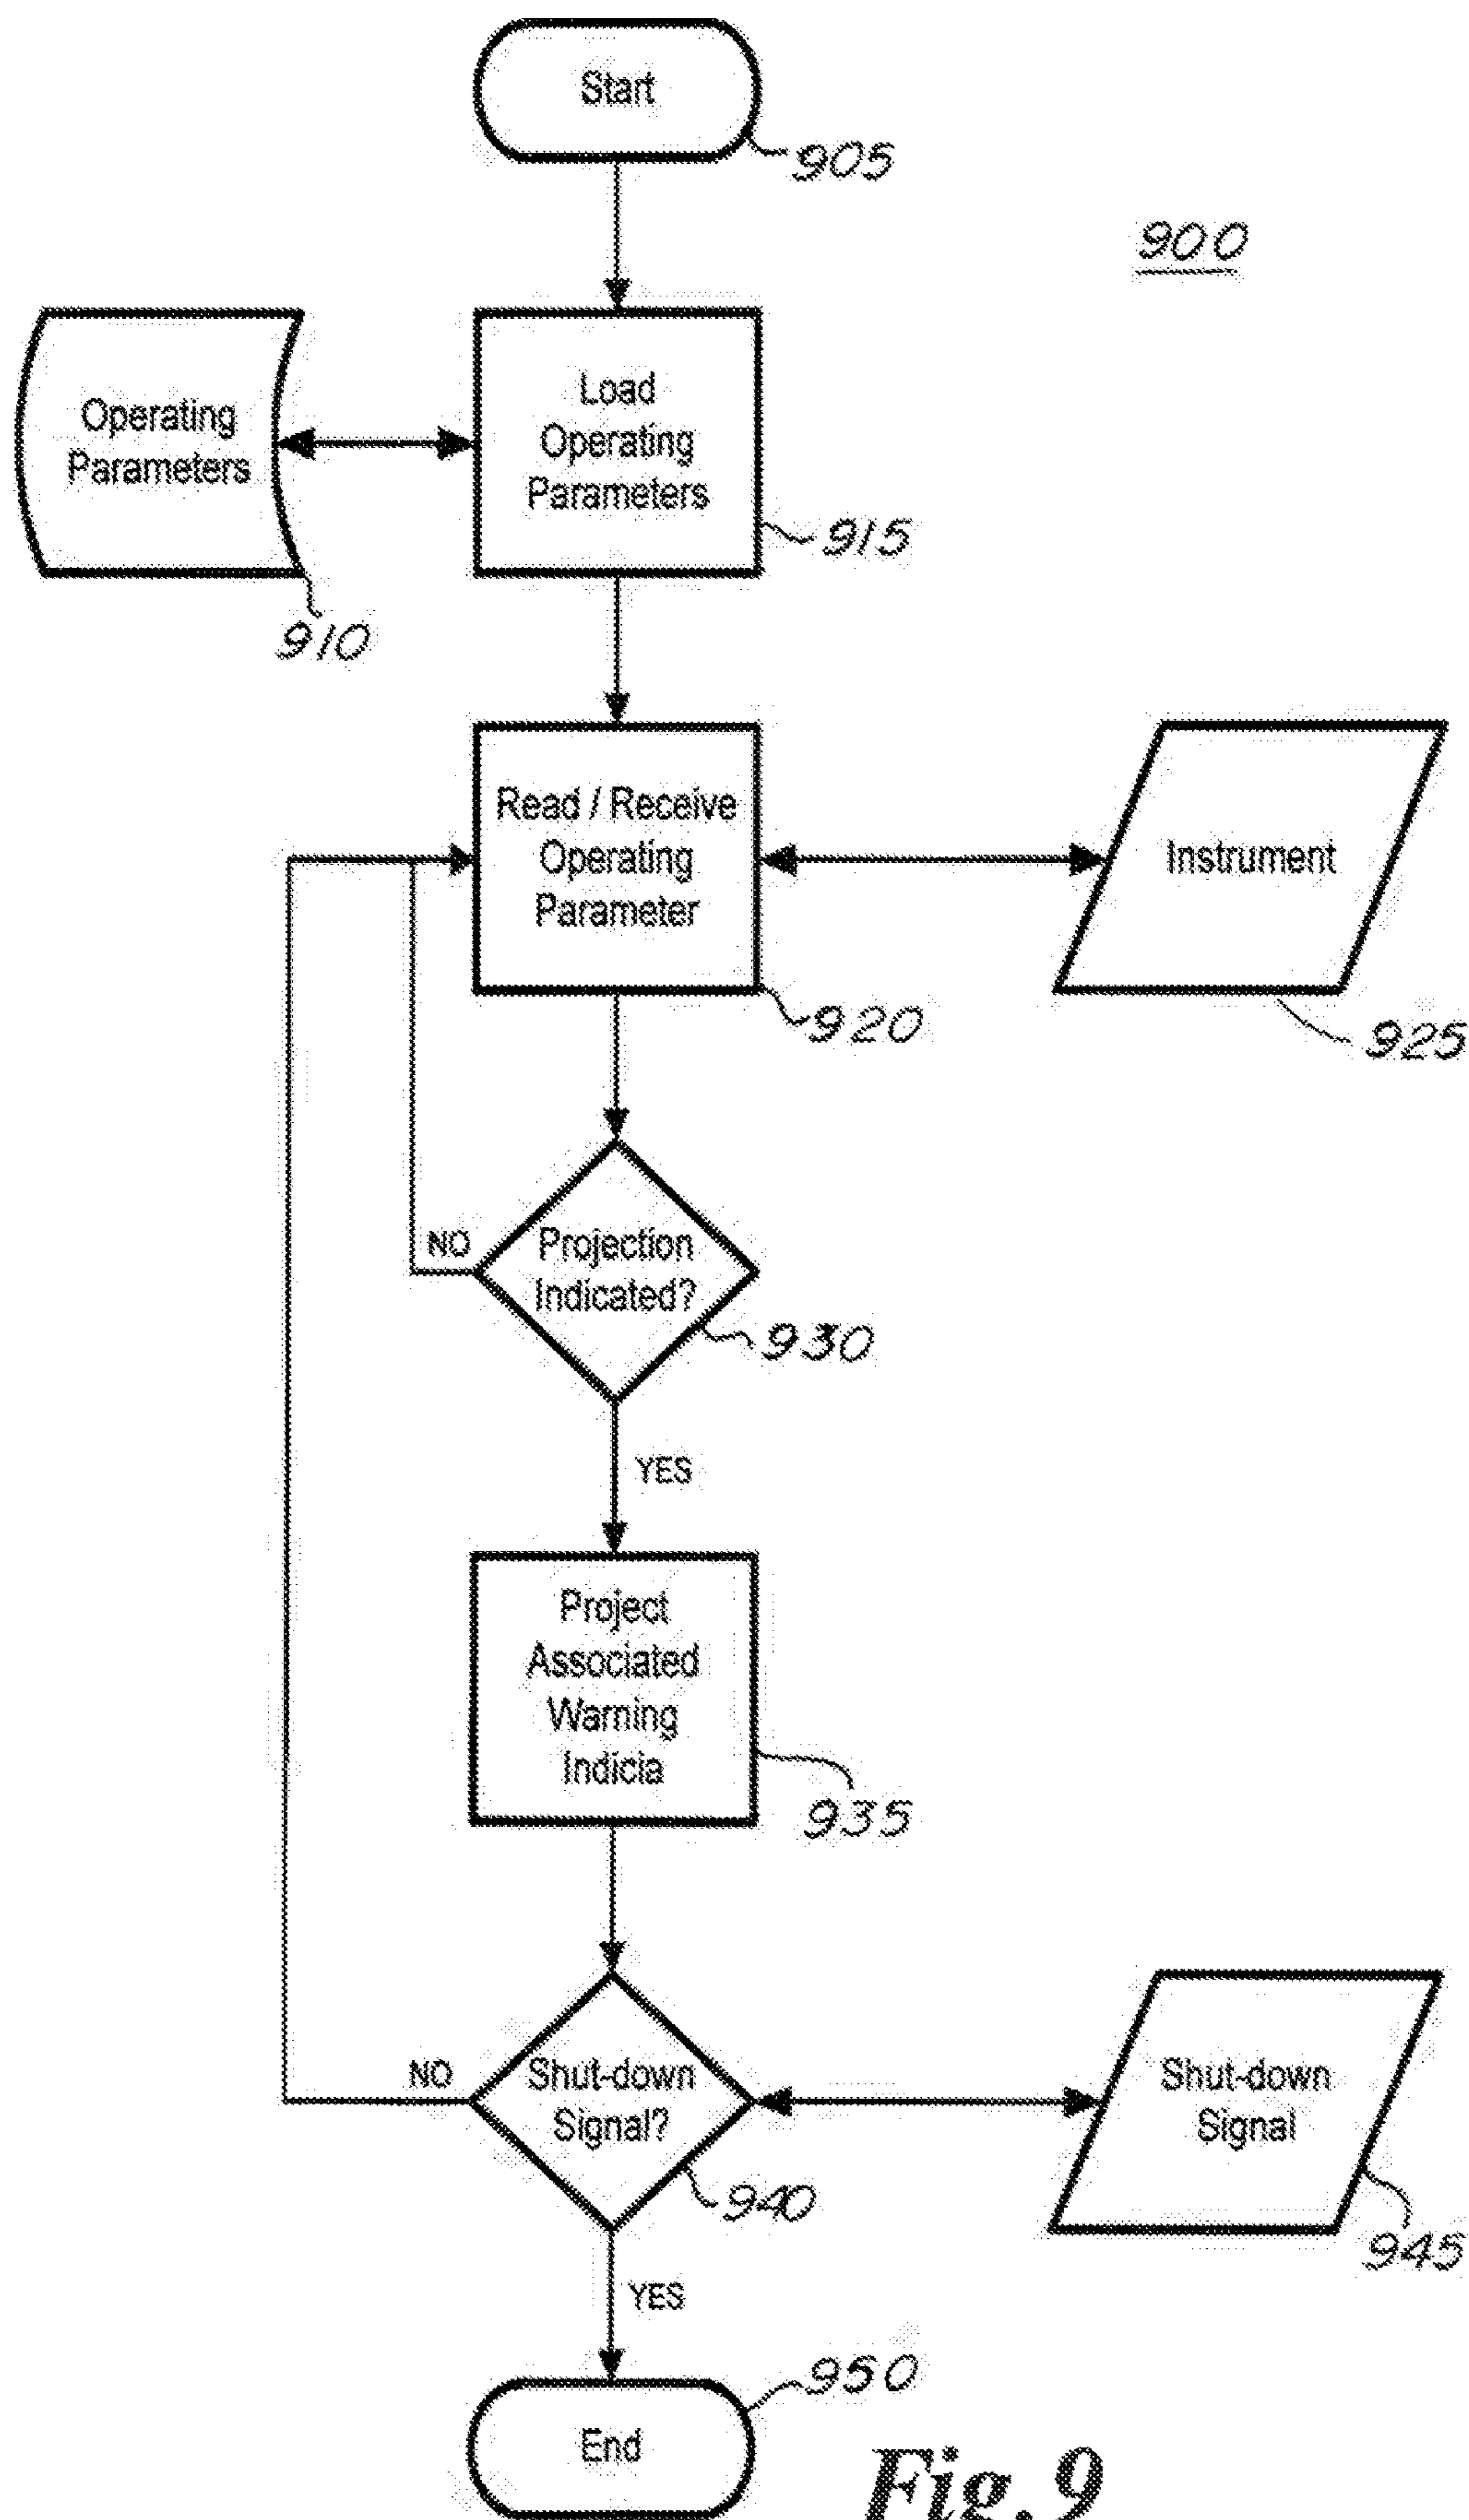 Start
905
900
Operating
Parameters
910
Load
Operating
Parameters
915
Read / Receive
Operating
Parameter
920
Instrument
925
NO
Projection
Indicated?
930
YES
Project
Associated
Warning
Indicia
935
NO
Shut-down
Signal?
940
Shut-down
Signal
945
YES
End
950
Fig. 9